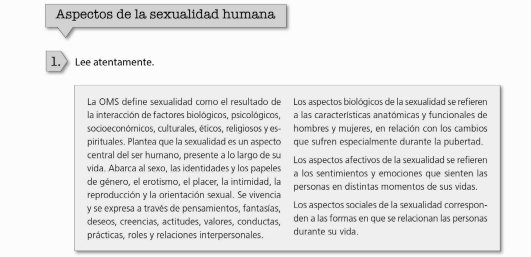 Aspectos de la sexualidad humana
1. Lee atentamente.
La OMS define sexualidad como el resultado de
la interacción de factores biológicos, psicológicos,
socioeconómicos, culturales, éticos, religiosos y es-
pirituales. Plantea que la sexualidad es un aspecto
central del ser humano, presente a lo largo de su
vida. Abarca al sexo, las identidades y los papeles
de género, el erotismo, el placer, la intimidad, la
reproducción y la orientación sexual. Se vivencia
y se expresa a través de pensamientos, fantasías,
deseos, creencias, actitudes, valores, conductas,
prácticas, roles y relaciones interpersonales.
Los aspectos biológicos de la sexualidad se refieren
a las características anatómicas y funcionales de
hombres y mujeres, en relación con los cambios
que sufren especialmente durante la pubertad.
Los aspectos afectivos de la sexualidad se refieren
a los sentimientos y emociones que sienten las
personas en distintas momentos de sus vidas.
Los aspectos sociales de la sexualidad correspon-
den a las formas en que se relacionan las personas
durante su vida.